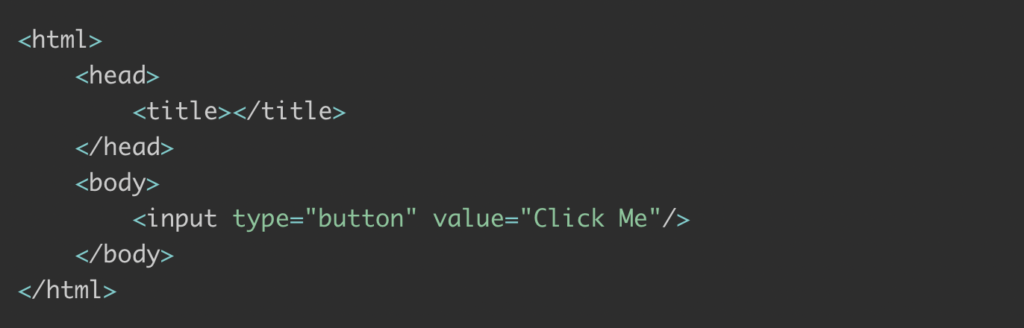 <html>
    <head>
        <title></title>
    </head>
    <body>
        <input type="button" value="Click Me"/>
    </body>
</html>